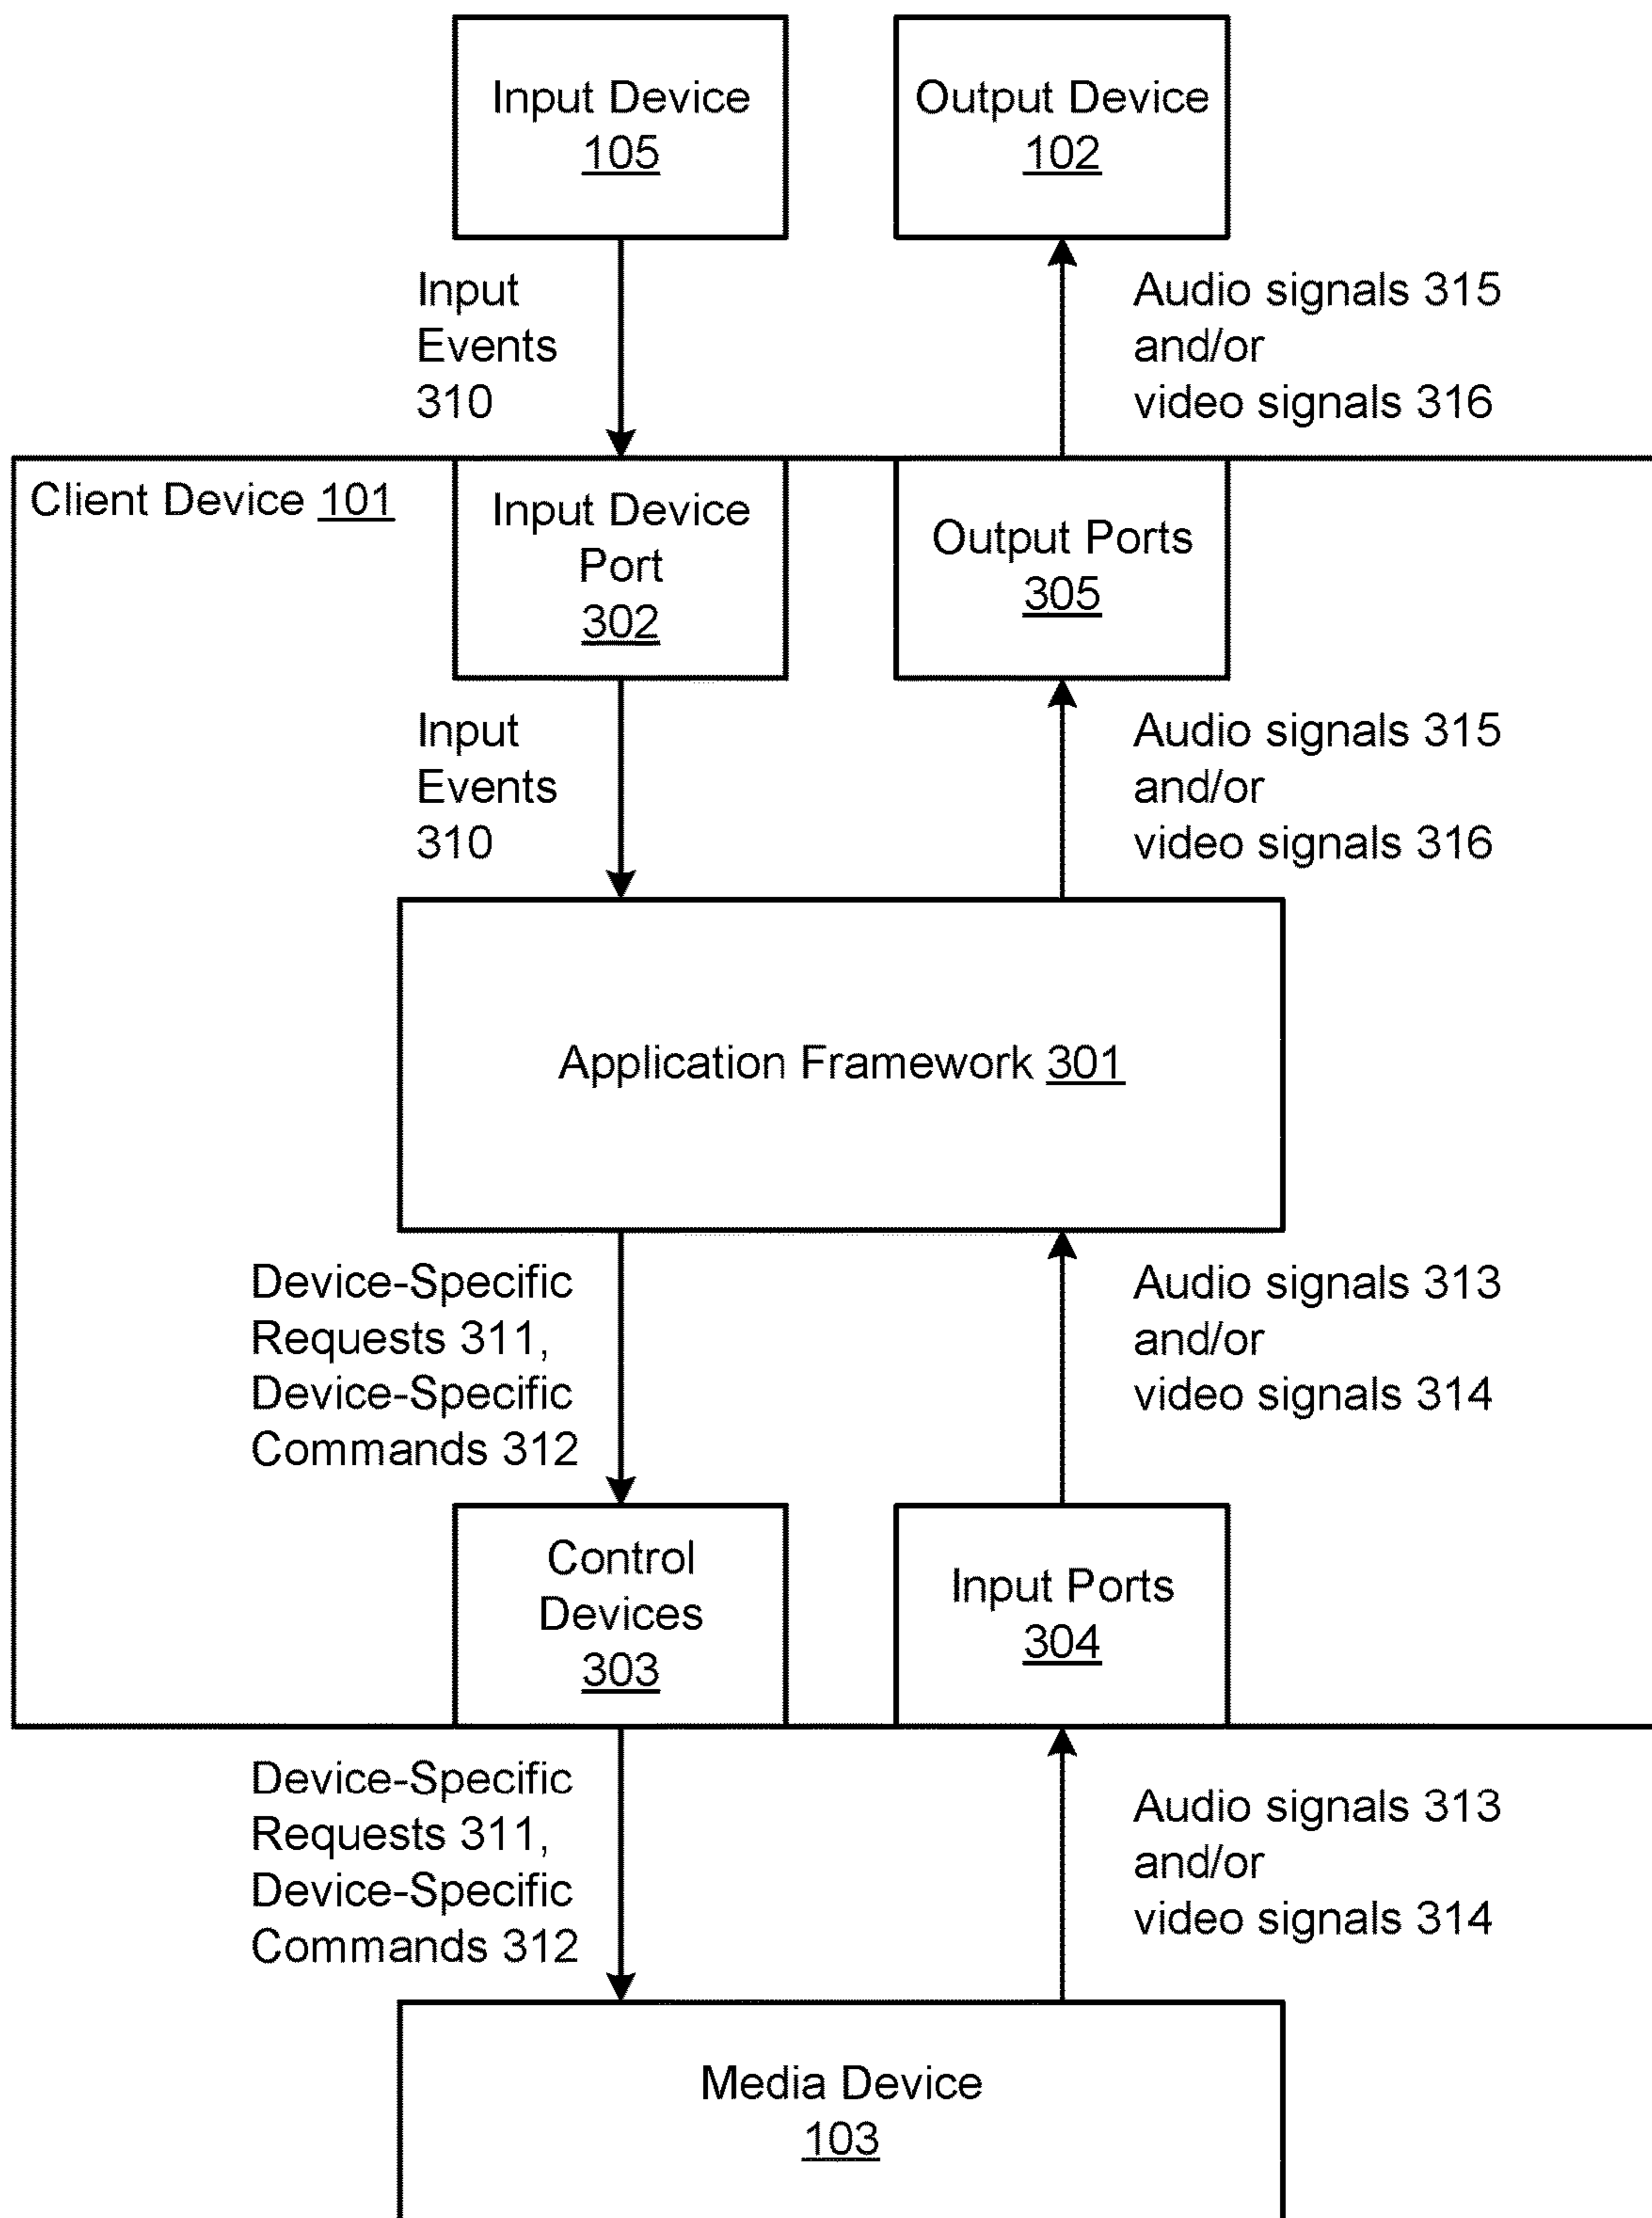 Input Device
105
Output Device
102
Input
Events
310
Audio signals 315
and/or
video signals 316
Client Device 101
Input Device
Port
302
Output Ports
305
Input
Events
310
Audio signals 315
and/or
video signals 316
Application Framework 301
Device-Specific
Requests 311,
Device-Specific
Commands 312
Audio signals 313
and/or
video signals 314
Control
Devices
303
Input Ports
304
Device-Specific
Requests 311,
Device-Specific
Commands 312
Audio signals 313
and/or
video signals 314
Media Device
103